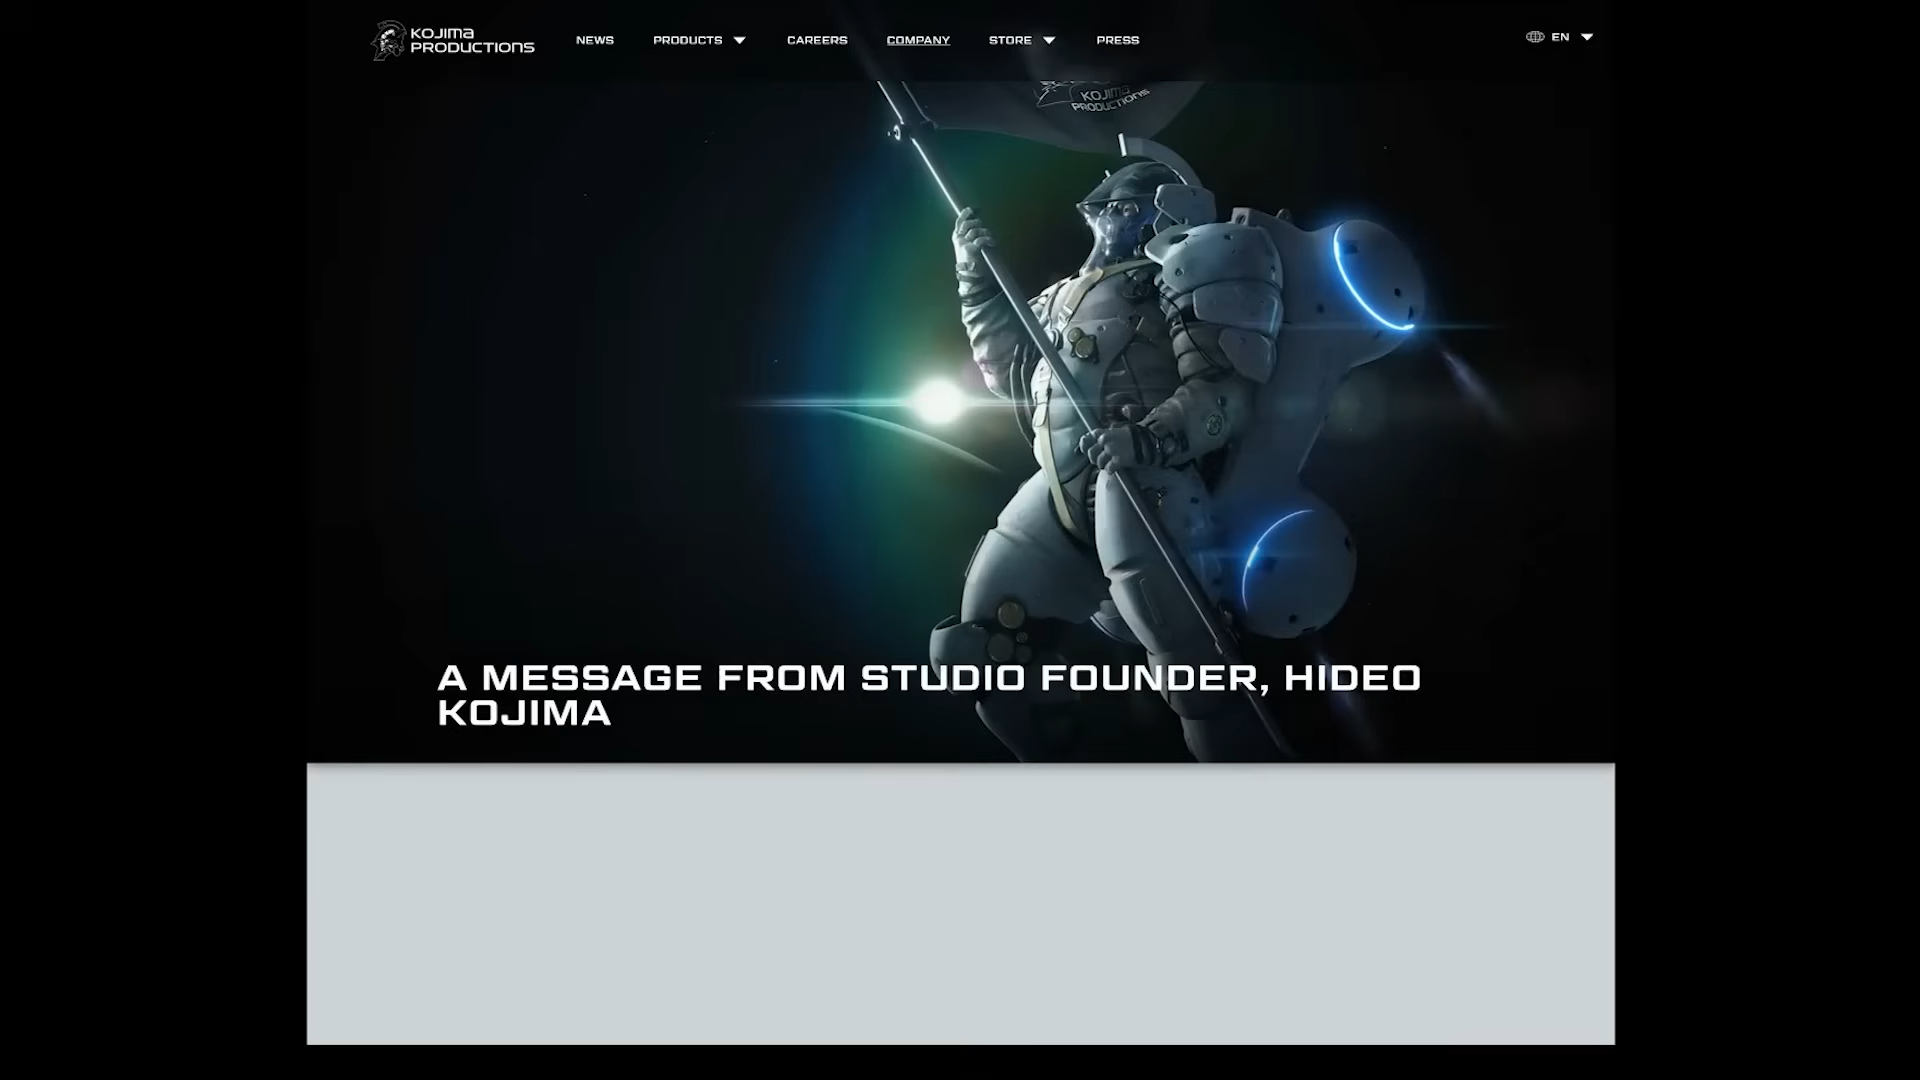 KOJIMA
PRODUCTIONS
NEWS
PRODUCTS
CAREERS
COMPANY
STORE
PRESS
EN
KOJIMA
PRODUCTIONS
A MESSAGE FROM STUDIO FOUNDER, HIDEO
KOJIMA